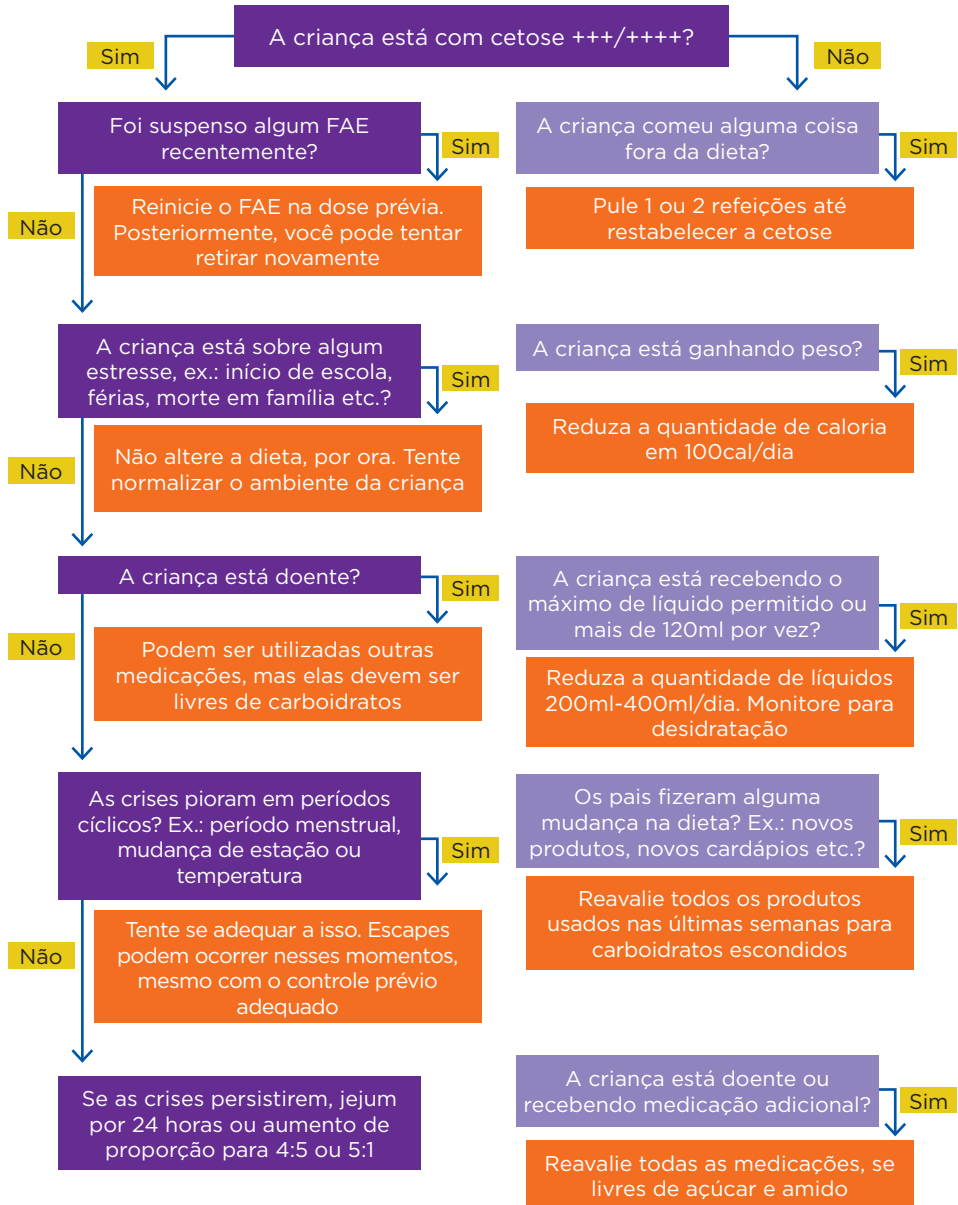 A criança está com cetose +++/++++?
Sim
Não
Foi suspenso algum FAE
recentemente?
Sim
Reinicie o FAE na dose prévia.
Posteriormente, você pode tentar
retirar novamente
Não
A criança está sobre algum
estresse, ex.: início de escola,
férias, morte em família etc.?
Sim
Não altere a dieta, por ora. Tente
normalizar o ambiente da criança
Não
A criança está doente?
Sim
Podem ser utilizadas outras
medicações, mas elas devem ser
livres de carboidratos
Não
As crises pioram em períodos
cíclicos? Ex.: período menstrual,
mudança de estação ou
temperatura
Sim
Tente se adequar a isso. Escapes
podem ocorrer nesses momentos,
mesmo com o controle prévio
adequado
Não
Se as crises persistirem, jejum
por 24 horas ou aumento de
proporção para 4:5 ou 5:1
A criança comeu alguma coisa
fora da dieta?
Sim
Pule 1 ou 2 refeições até
restabelecer a cetose
A criança está ganhando peso?
Sim
Reduza a quantidade de caloria
em 100cal/dia
A criança está recebendo o
máximo de líquido permitido ou
mais de 120ml por vez?
Sim
Reduza a quantidade de líquidos
200ml-400ml/dia. Monitore para
desidratação
Os pais fizeram alguma
mudança na dieta? Ex.: novos
produtos, novos cardápios etc.?
Sim
Reavalie todos os produtos
usados nas últimas semanas para
carboidratos escondidos
A criança está doente ou
recebendo medicação adicional?
Sim
Reavalie todas as medicações, se
livres de açúcar e amido